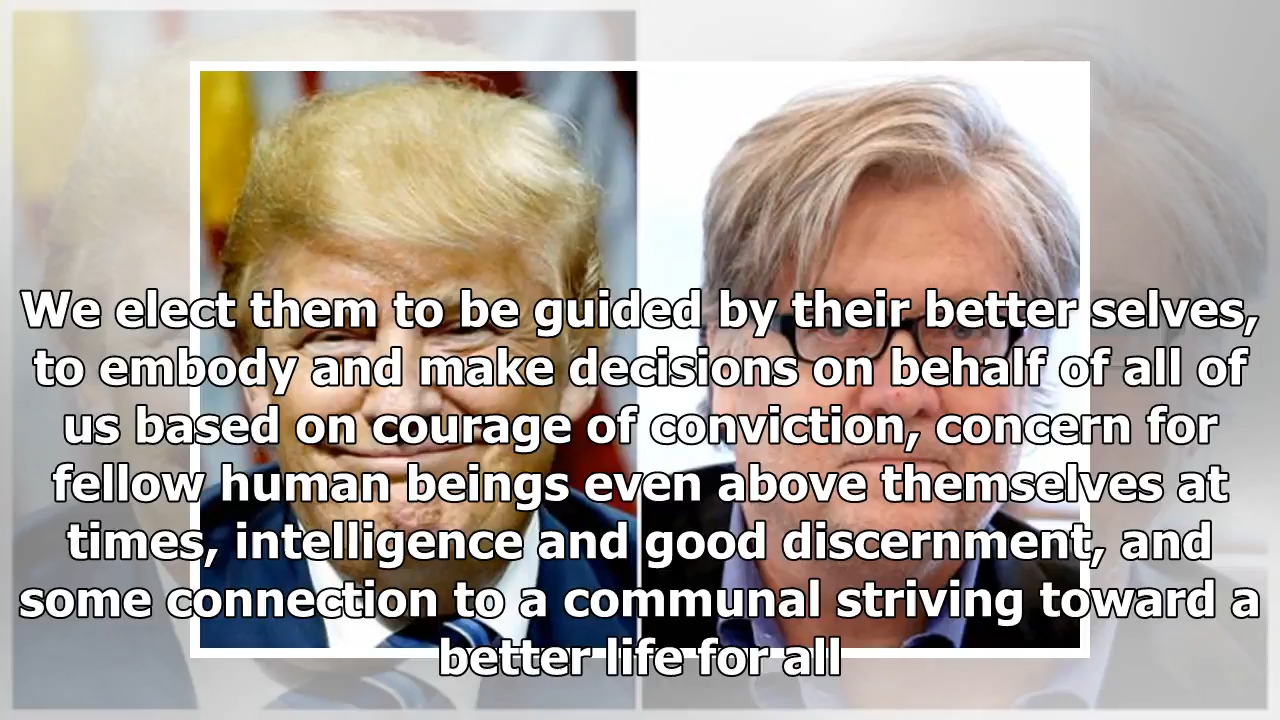 We elect them to be guided by their better selves,
to embody and make decisions on behalf of all of
us based on courage of conviction, concern for
fellow human beings even above themselves at
times, intelligence and good discernment, and
some connection to a communal striving toward a
better life for all